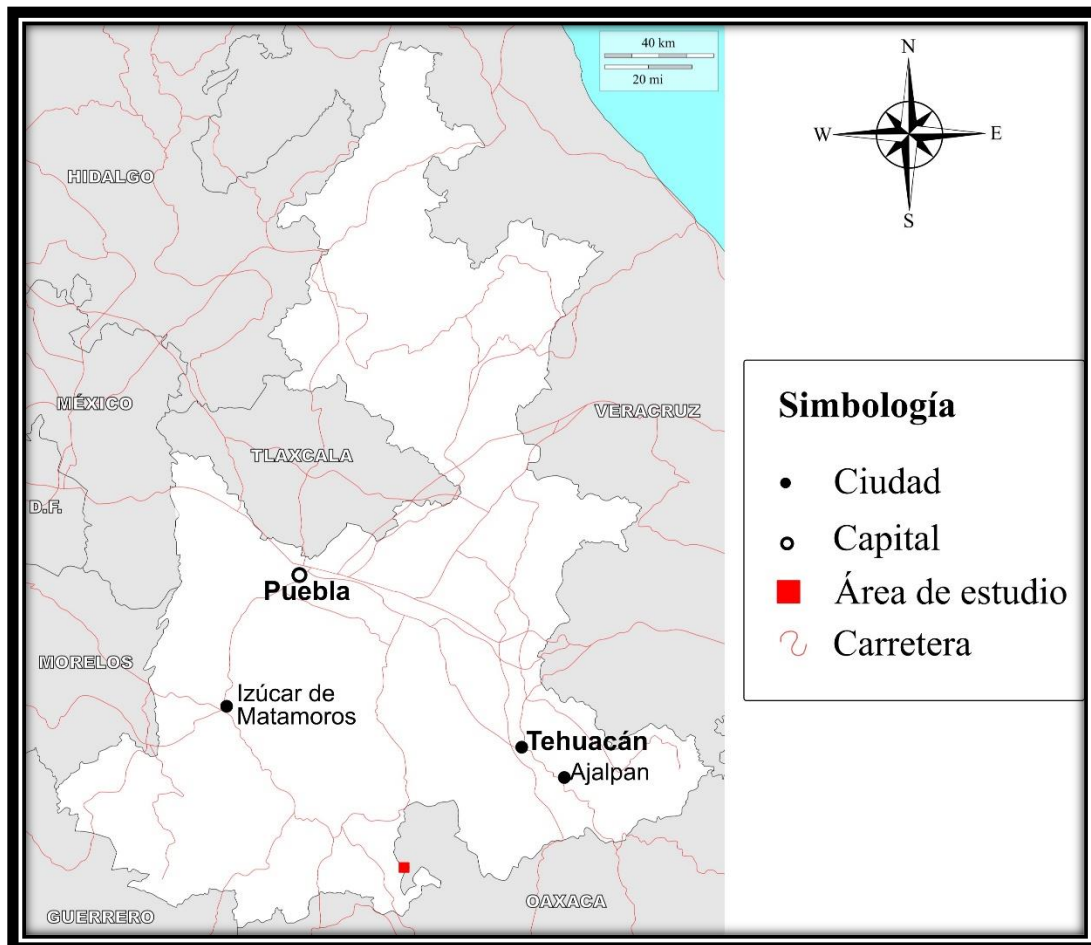 40 km
20 mi
N
W
E
S
HIDALGO
MÉXICO
VERACRUZ
TLAXCALA
D.F.
Puebla
MORELOS
Izúcar de
Matamoros
Tehuacán
Ajalpan
GUERRERO
OAXACA
Simbología
Ciudad
Capital
Área de estudio
Carretera